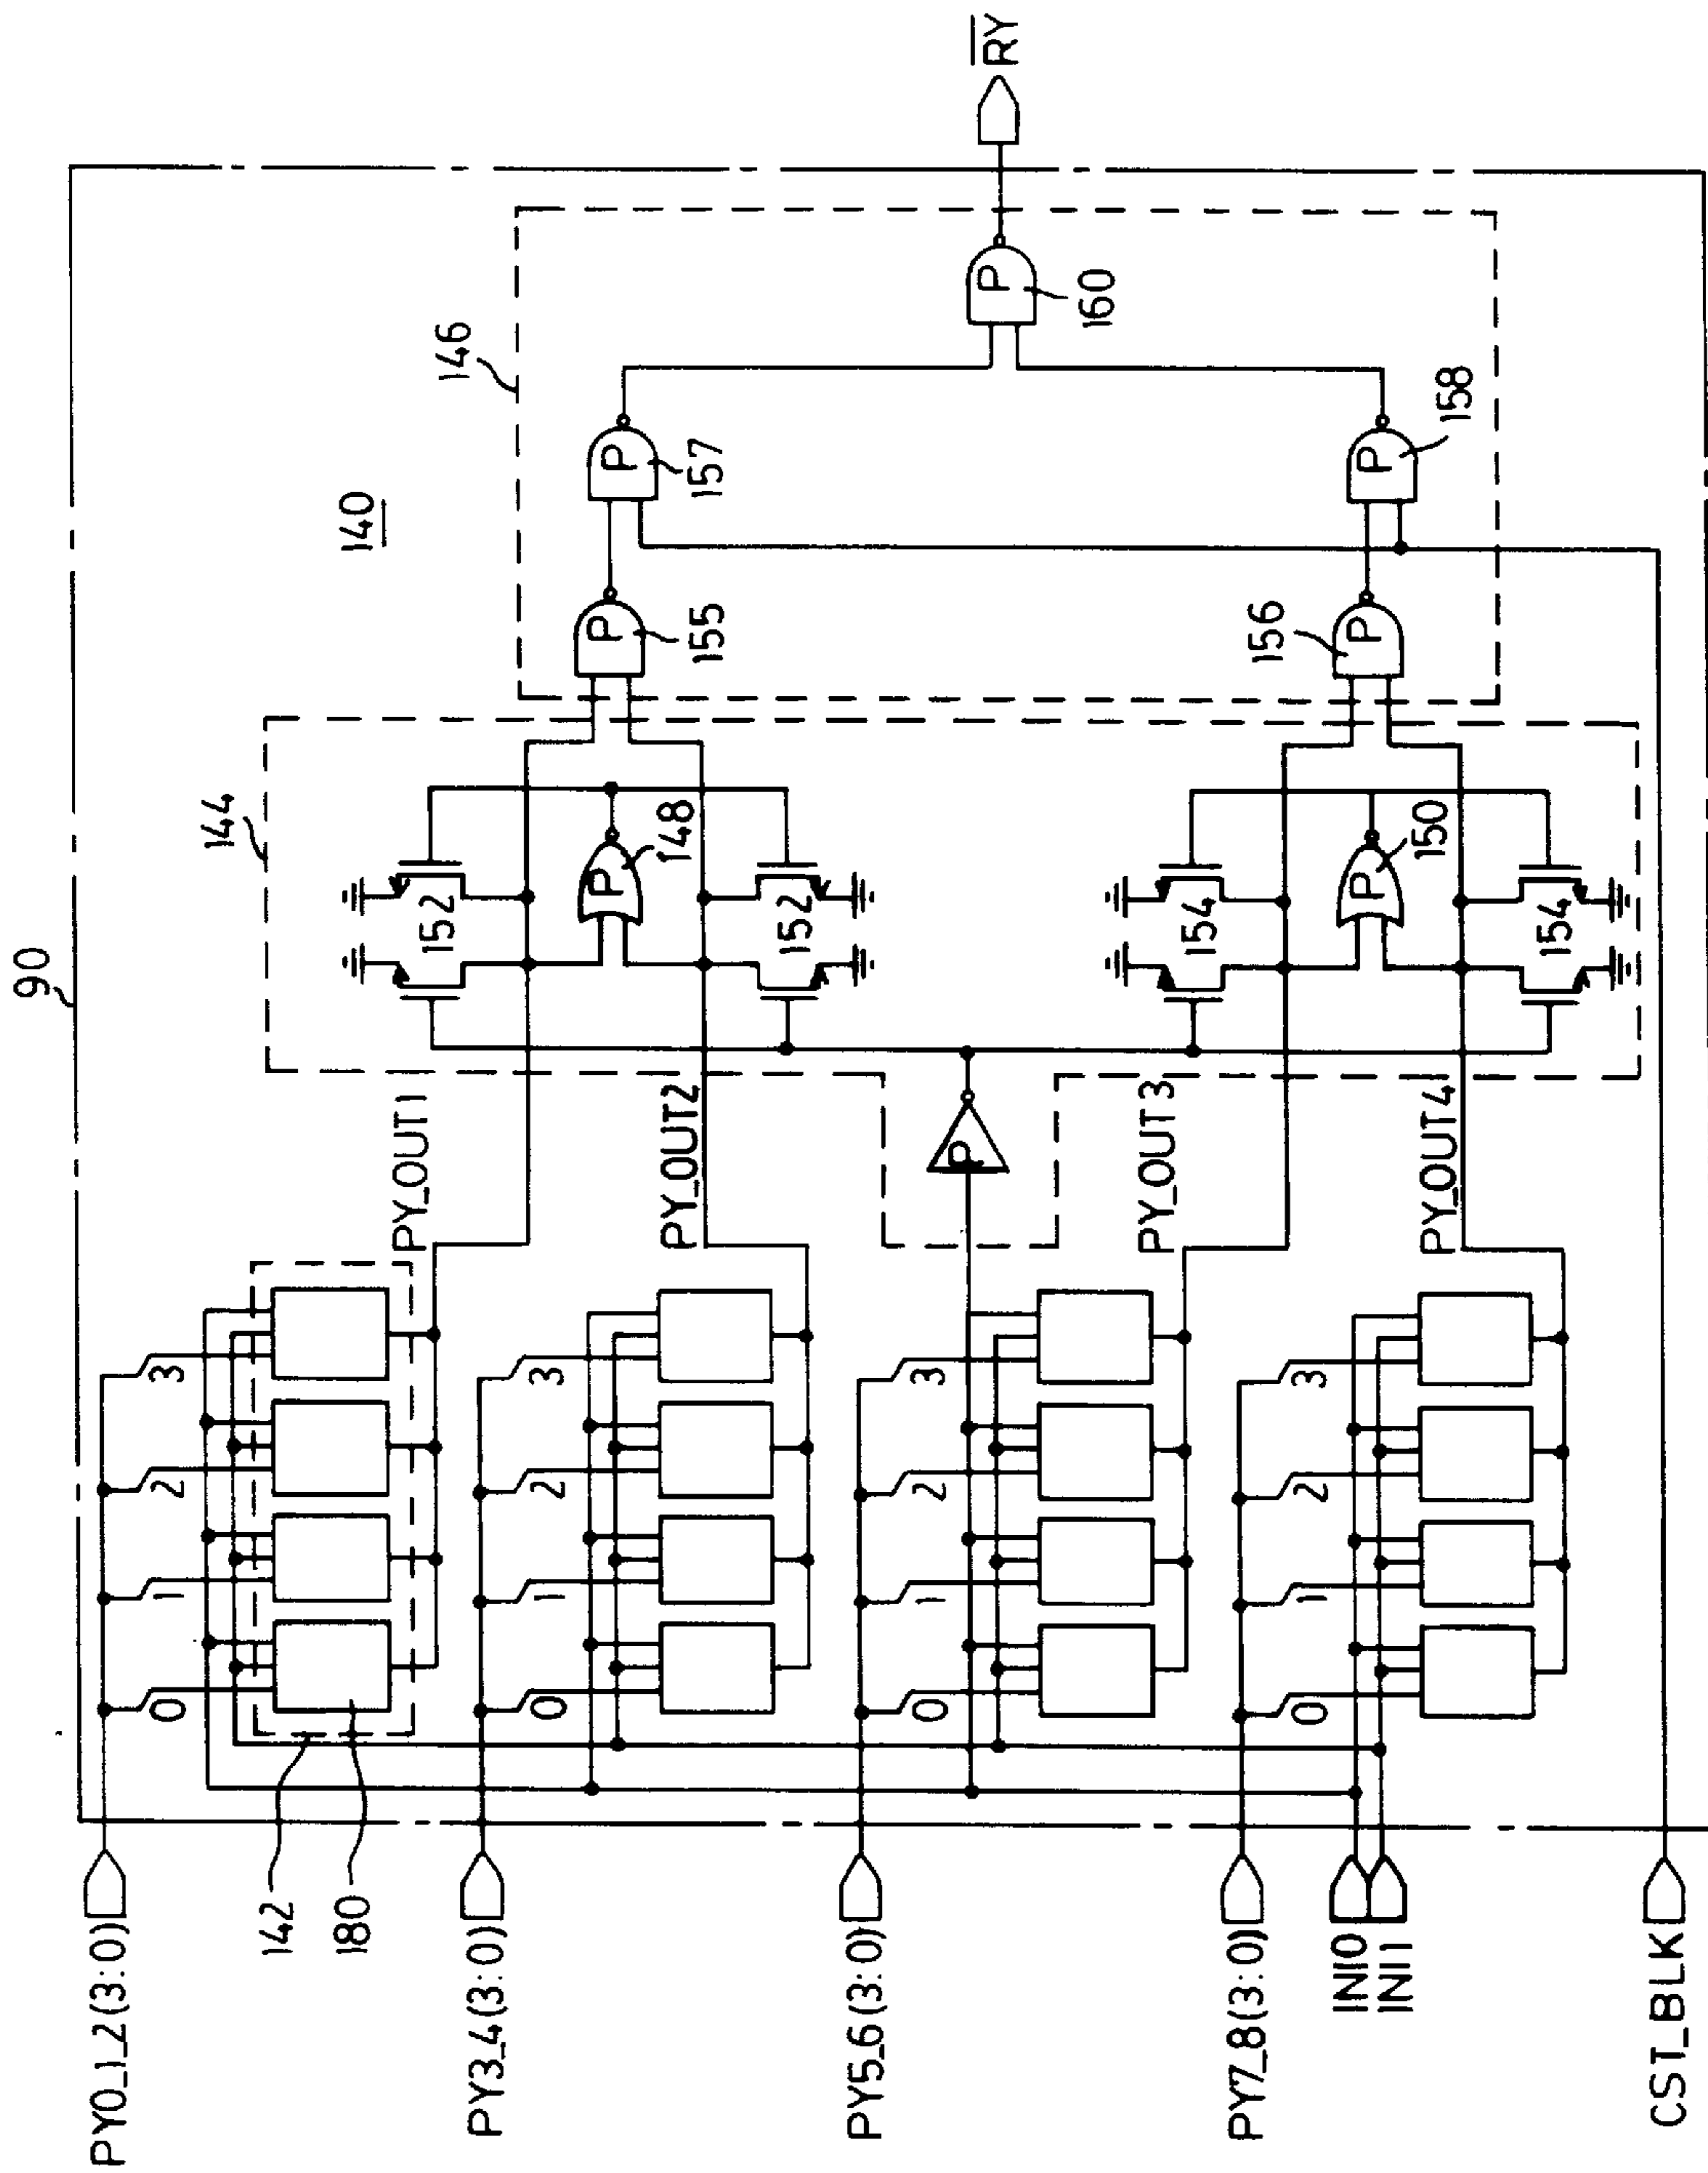 90
140
PY0_1_2(3:0)
0
1
2
3
142
180
PY_OUT1
144
152
152
148
146
155
157
PY3_4(3:0)
0
1
2
3
PY_OUT2
P
P
P
P
P
160
RY
PY5_6(3:0)
0
1
2
3
PY_OUT3
154
154
150
156
158
P
P
P
PY7_8(3:0)
0
1
2
3
PY_OUT4
INI0
INI1
CST_BLK